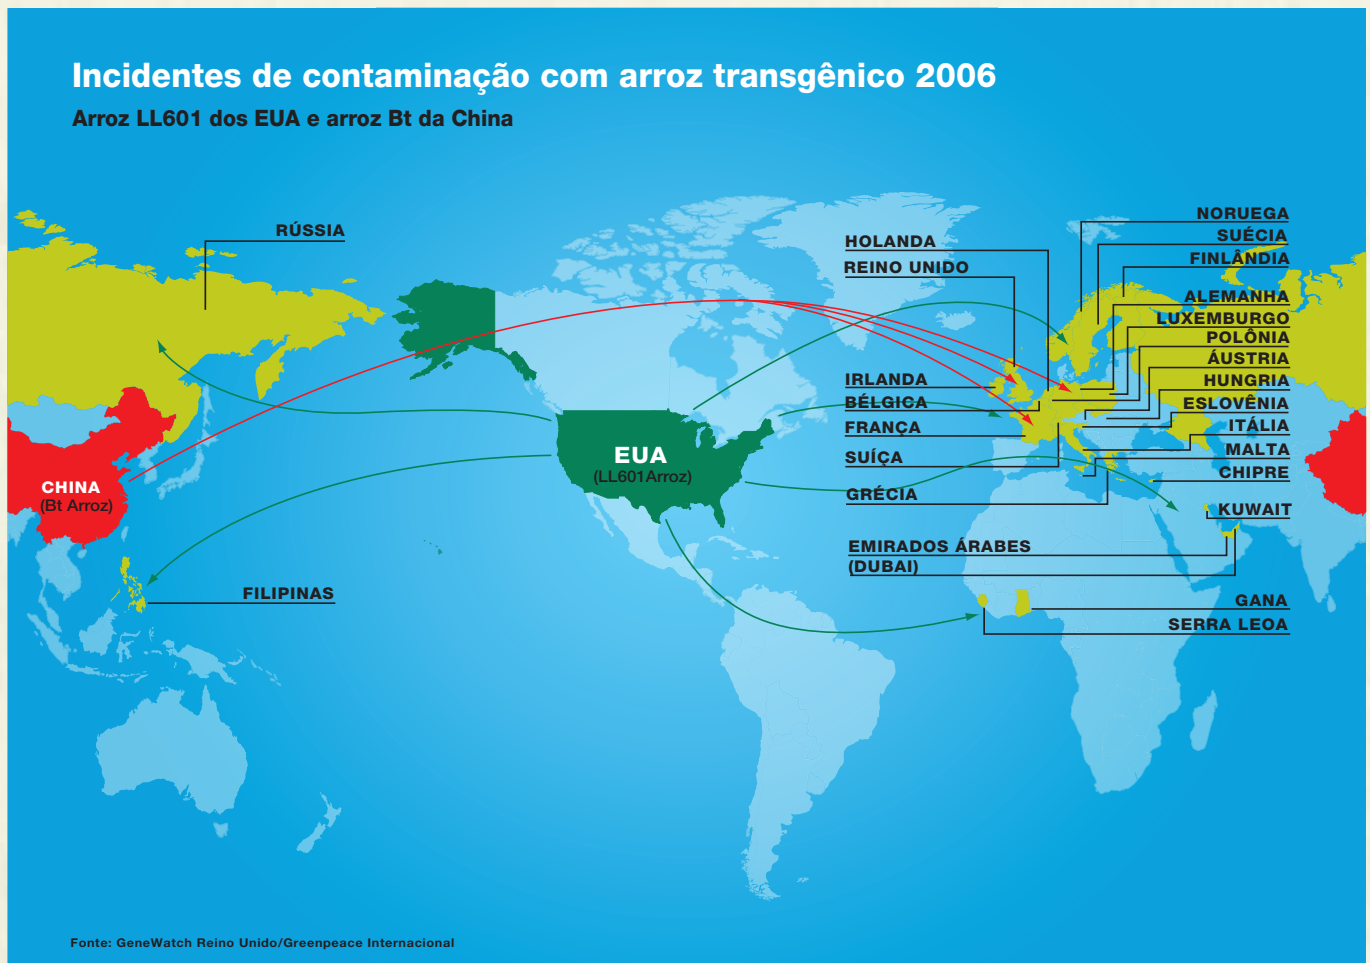 Incidentes de contaminação com arroz transgênico 2006
Arroz LL601 dos EUA e arroz Bt da China
RÚSSIA
CHINA
(Bt Arroz)
FILIPINAS
EUA
(LL601Arroz)
HOLANDA
REINO UNIDO
IRLANDA
BÉLGICA
FRANÇA
SUÍÇA
GRÉCIA
EMIRADOS ÁRABES
(DUBAI)
NORUEGA
SUÉCIA
FINLÂNDIA
ALEMANHA
LUXEMBURGO
POLÔNIA
ÁUSTRIA
HUNGRIA
ESLOVÊNIA
ITÁLIA
MALTA
CHIPRE
KUWAIT
GANA
SERRA LEOA
Fonte: GeneWatch Reino Unido/Greenpeace Internacional